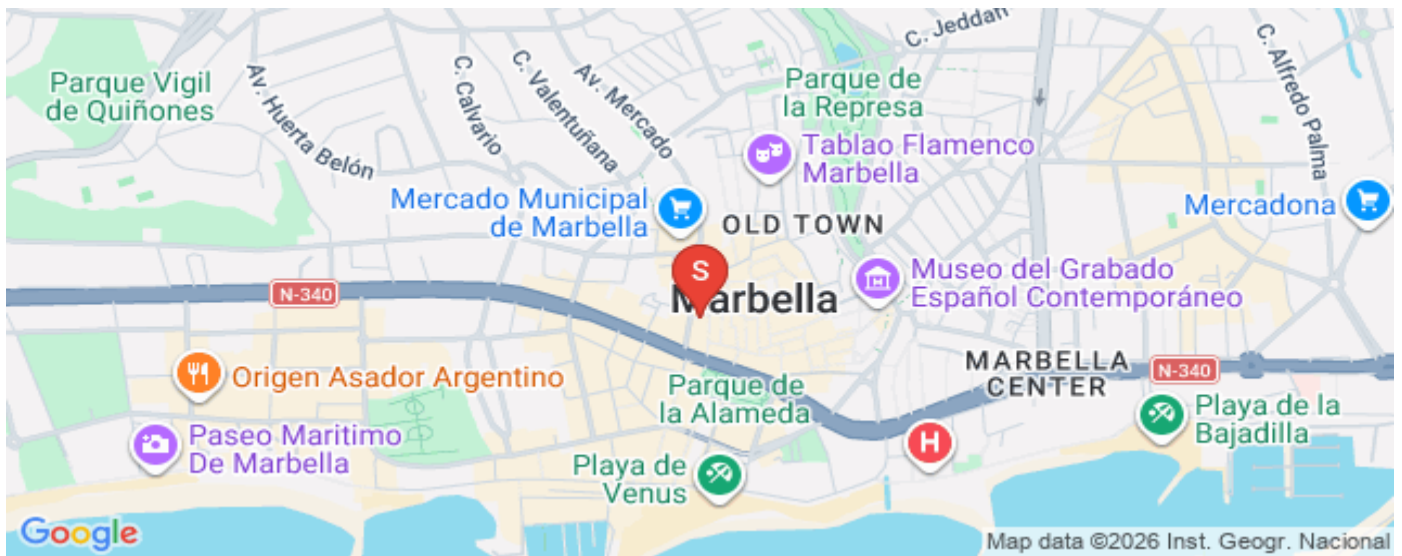 C. Jeddah
C. Alfredo Palma
Parque Vigil
de Quiñones
Av. Huerta Belón
C. Calvario
C. Valentuñana
Av. Mercado
Parque de
la Represa
Tablao Flamenco
Marbella
Mercado Municipal
de Marbella
OLD TOWN
Mercadona
S
Marbella
Museo del Grabado
Español Contemporáneo
N-340
MARBELLA
CENTER
N-340
Origen Asador Argentino
Parque de
la Alameda
Playa de la
Bajadilla
Paseo Maritimo
De Marbella
H
Playa de
Venus
Google
Map data ©2026 Inst. Geogr. Nacional